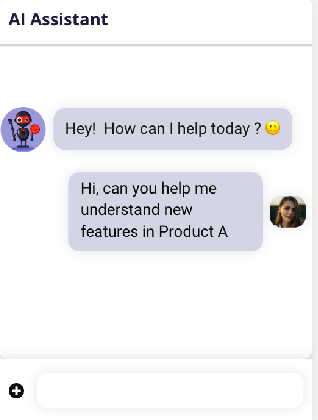 AI Assistant
Hey! How can I help today ? 🙂
Hi, can you help me
understand new
features in Product A